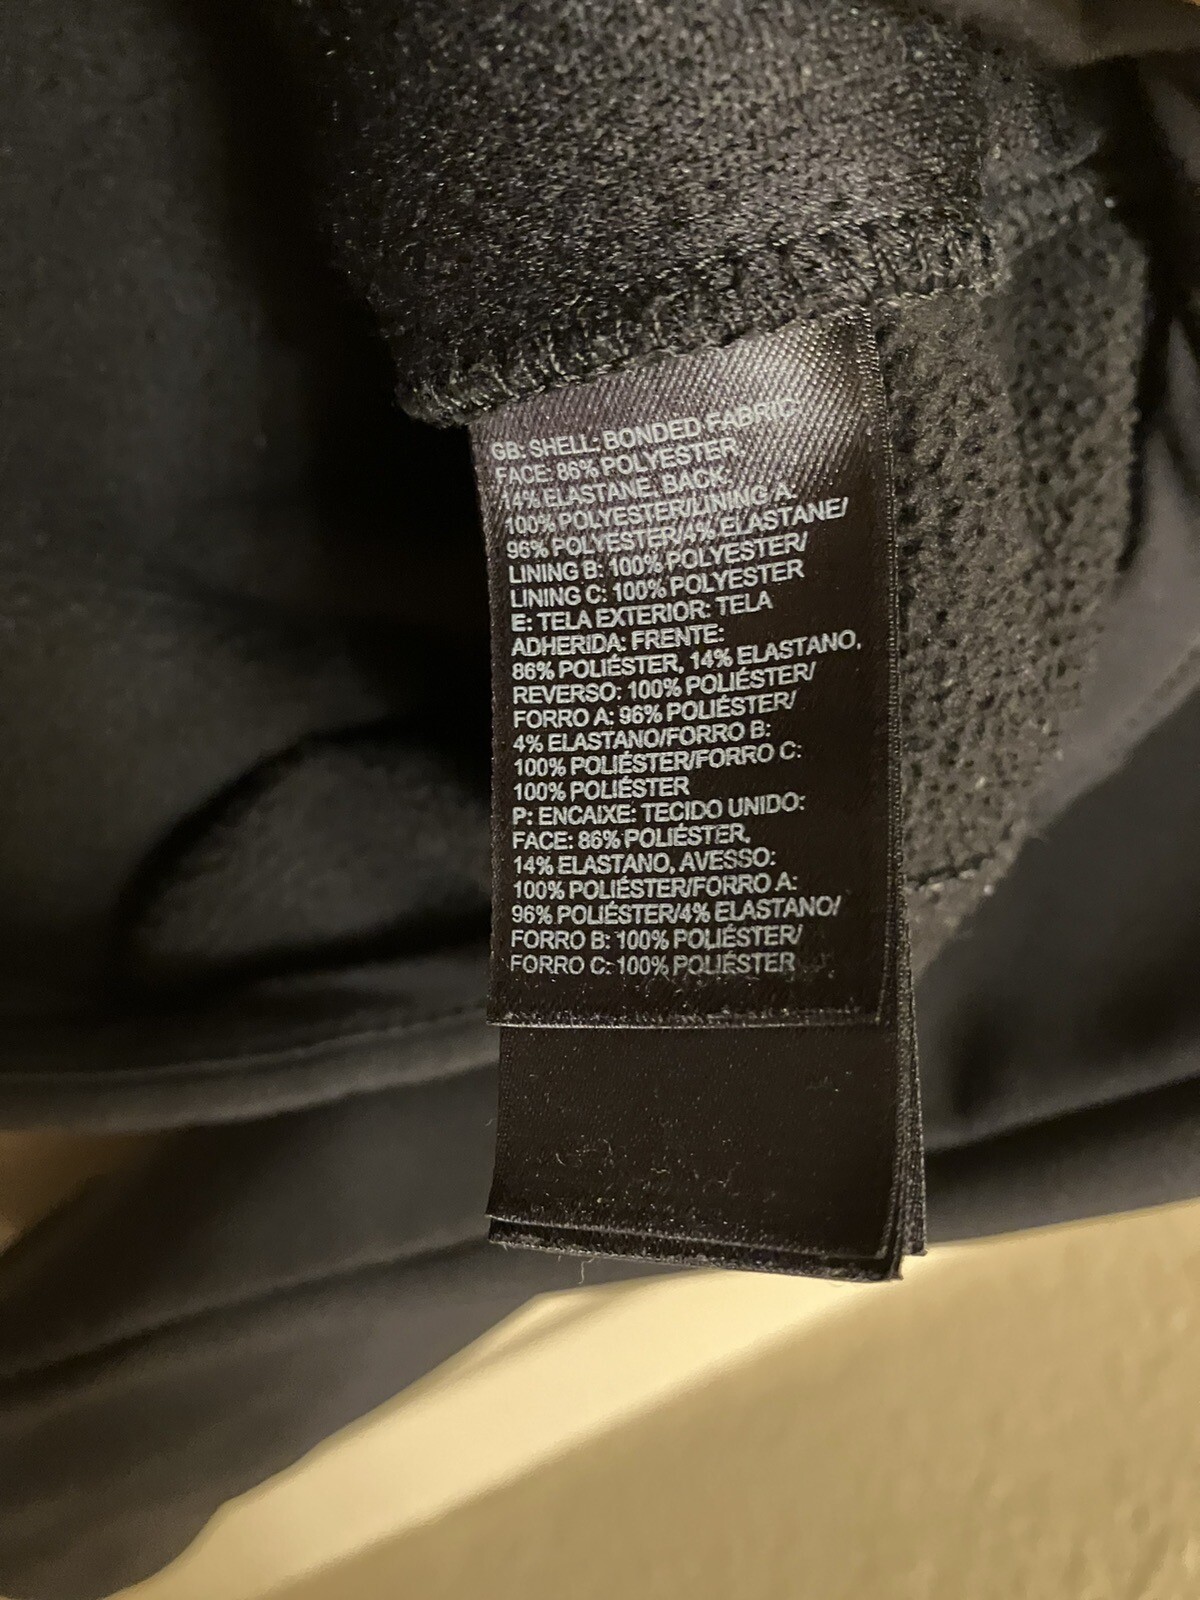 GB: SHELL: BONDED FABRIC:
FACE: 86% POLYESTER,
14% ELASTANE, BACK:
100% POLYESTER/LINING A:
96% POLYESTER/4% ELASTANE/
LINING B: 100% POLYESTER/
LINING C: 100% POLYESTER
E: TELA EXTERIOR: TELA
ADHERIDA: FRENTE:
86% POLIÉSTER, 14% ELASTANO,
REVERSO: 100% POLIÉSTER/
FORRO A: 96% POLIÉSTER/
4% ELASTANO/FORRO B:
100% POLIÉSTER/FORRO C:
100% POLIÉSTER
P: ENCAIXE: TECIDO UNIDO:
FACE: 86% POLIÉSTER,
14% ELASTANO, AVESSO:
100% POLIÉSTER/FORRO A:
96% POLIÉSTER/4% ELASTANO/
FORRO B: 100% POLIÉSTER/
FORRO C: 100% POLIÉSTER